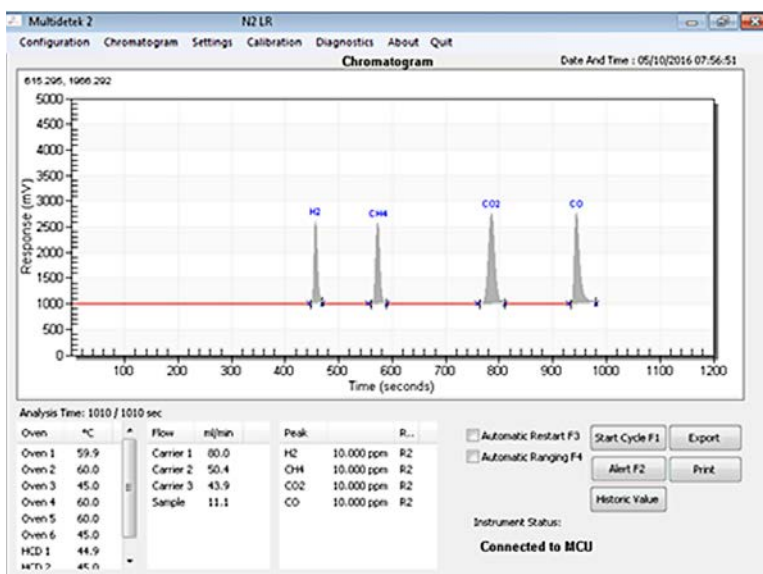 Multidetek 2 N2 LR
Configuration Chromatogram Settings Calibration Diagnostics About Quit
Chromatogram Date And Time : 05/10/2016 07:56:51
615.295, 1966.292
5000
4500
4000
3500
3000
2500
2000
1500
1000
500
0
Response (mV)
H2 CH4 CO2 CO
100 200 300 400 500 600 700 800 900 1000 1100 1200
Time (seconds)
Analysis Time: 1010 / 1010 sec
Oven °C
Oven 1 59.9
Oven 2 60.0
Oven 3 45.0
Oven 4 60.0
Oven 5 60.0
Oven 6 45.0
HCD 1 44.9
HCD 2 45.0
Flow ml/min
Carrier 1 80.0
Carrier 2 50.4
Carrier 3 43.9
Sample 11.1
Peak R...
H2 10.000 ppm R2
CH4 10.000 ppm R2
CO2 10.000 ppm R2
CO 10.000 ppm R2
Automatic Restart F3
Automatic Ranging F4
Start Cycle F1 Export
Alert F2 Print
Historic Value
Instrument Status:
Connected to MCU